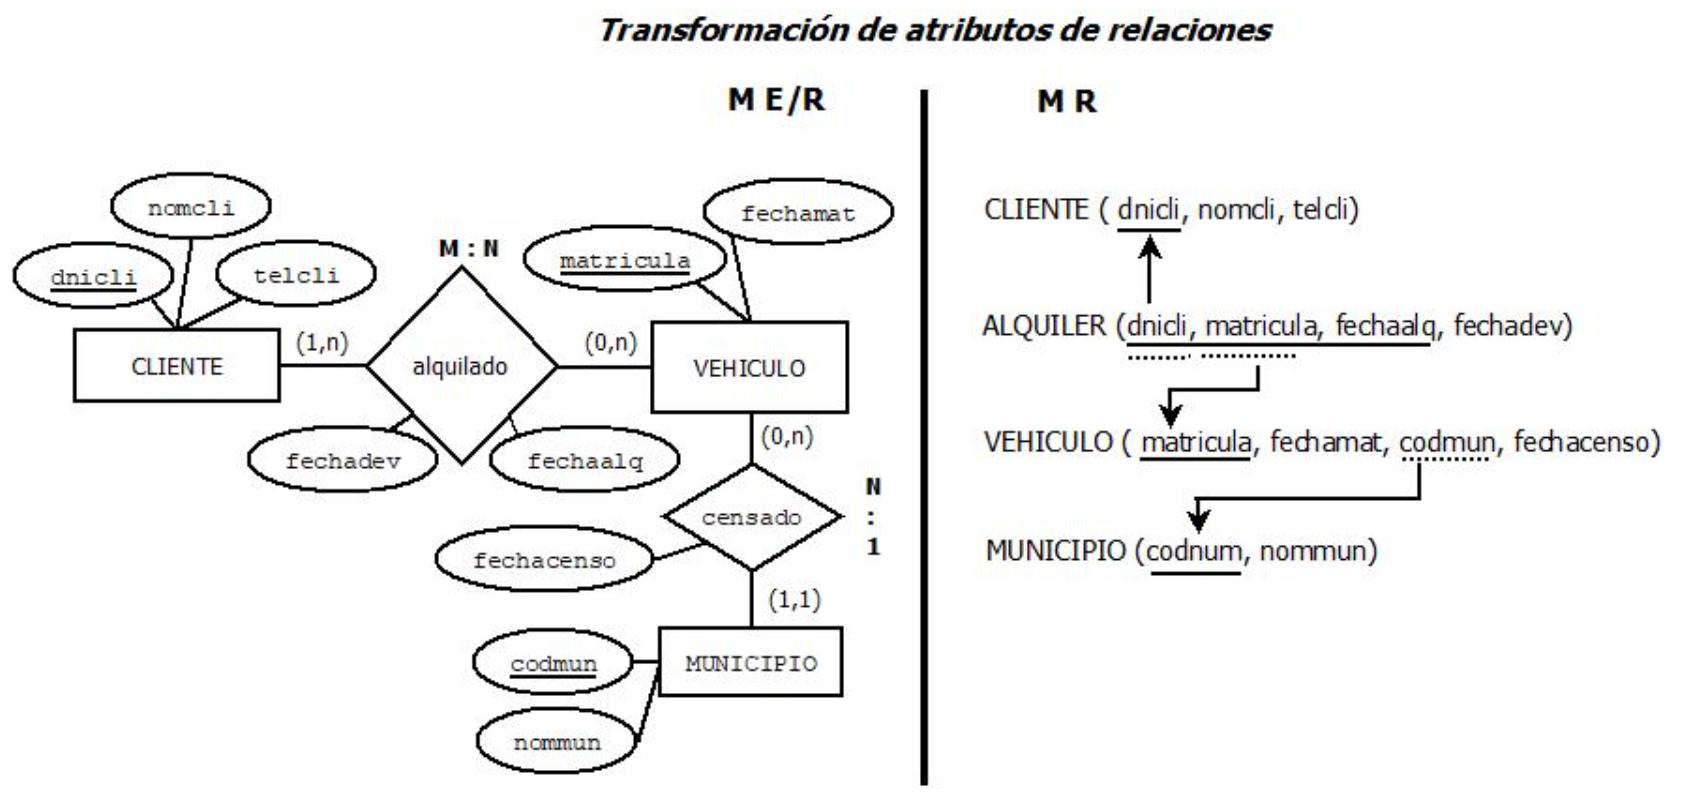 Transformación de atributos de relaciones
M E/R
nomcli
dnicli
telcli
M : N
matricula
fechamat
CLIENTE
(1,n)
alquilado
(0,n)
VEHICULO
fechadev
fechaalq
(0,n)
censado
N
:
1
fechacenso
(1,1)
codmun
MUNICIPIO
nommun
M R
CLIENTE ( dnicli, nomcli, telcli)
ALQUILER (dnicli, matricula, fechaalq, fechadev)
VEHICULO ( matricula, fechamat, codmun, fechacenso)
MUNICIPIO (codnum, nommun)